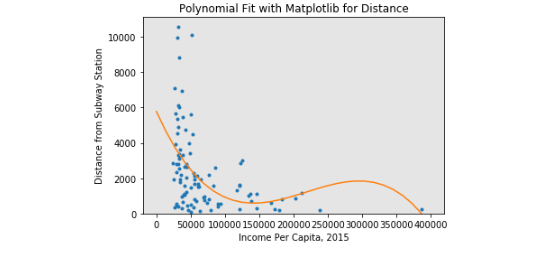 Polynomial Fit with Matplotlib for Distance
10000
8000
6000
4000
2000
0
Distance from Subway Station
0 50000 100000 150000 200000 250000 300000 350000 400000
Income Per Capita, 2015